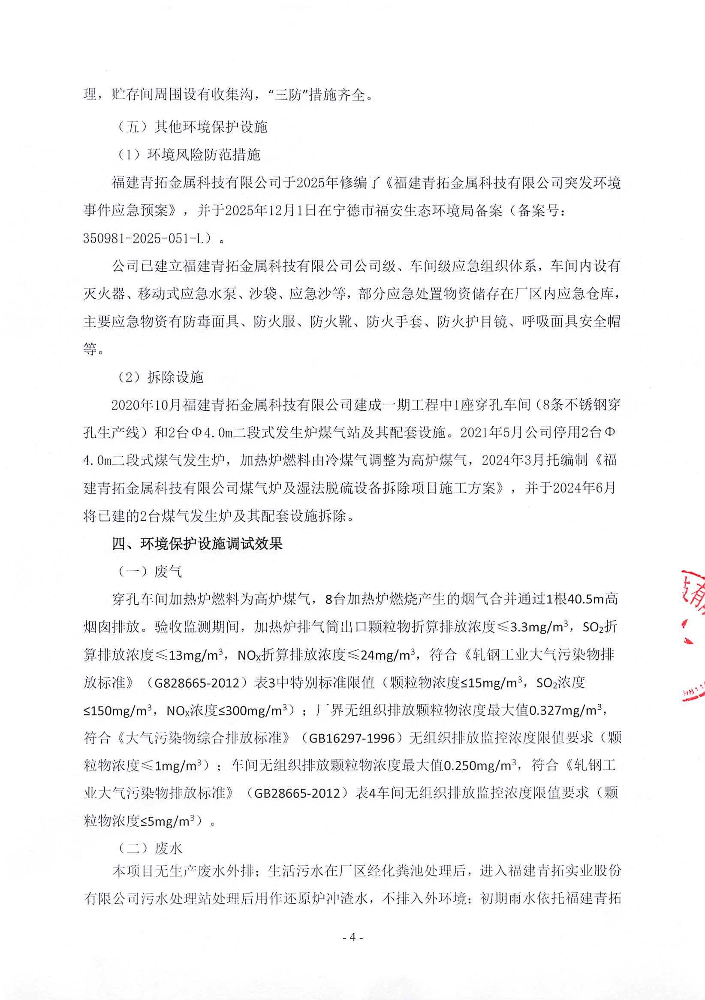 理，贮存间周围设有收集沟，“三防”措施齐全。
（五）其他环境保护设施
（1）环境风险防范措施
福建青拓金属科技有限公司于2025年修编了《福建青拓金属科技有限公司突发环境
事件应急预案》，并于2025年12月1日在宁德市福安生态环境局备案（备案号：
350981-2025-051-L）。
公司已建立福建青拓金属科技有限公司公司级、车间级应急组织体系，车间内设有
灭火器、移动式应急水泵、沙袋、应急沙等，部分应急处置物资储存在厂区内应急仓库，
主要应急物资有防毒面具、防火服、防火靴、防火手套、防火护目镜、呼吸面具安全帽
等。
（2）拆除设施
2020年10月福建青拓金属科技有限公司建成一期工程中1座穿孔车间（8条不锈钢穿
孔生产线）和2台Φ4.0m二段式发生炉煤气站及其配套设施。2021年5月公司停用2台Φ
4.0m二段式煤气发生炉，加热炉燃料由冷煤气调整为高炉煤气，2024年3月托编制《福
建青拓金属科技有限公司煤气炉及湿法脱硫设备拆除项目施工方案》，并于2024年6月
将已建的2台煤气发生炉及其配套设施拆除。
四、环境保护设施调试效果
（一）废气
穿孔车间加热炉燃料为高炉煤气，8台加热炉燃烧产生的烟气合并通过1根40.5m高
烟囱排放。验收监测期间，加热炉排气筒出口颗粒物折算排放浓度≤3.3mg/m³，SO₂折
算排放浓度≤13mg/m³，NOₓ折算排放浓度≤24mg/m³，符合《轧钢工业大气污染物排
放标准》（G828665-2012）表3中特别标准限值（颗粒物浓度≤15mg/m³，SO₂浓度
≤150mg/m³，NOₓ浓度≤300mg/m³）；厂界无组织排放颗粒物浓度最大值0.327mg/m³，
符合《大气污染物综合排放标准》（GB16297-1996）无组织排放监控浓度限值要求（颗
粒物浓度≤1mg/m³）；车间无组织排放颗粒物浓度最大值0.250mg/m³，符合《轧钢工
业大气污染物排放标准》（GB28665-2012）表4车间无组织排放监控浓度限值要求（颗
粒物浓度≤5mg/m³）。
（二）废水
本项目无生产废水外排；生活污水在厂区经化粪池处理后，进入福建青拓实业股份
有限公司污水处理站处理后用作还原炉冲渣水，不排入外环境；初期雨水依托福建青拓
- 4 -